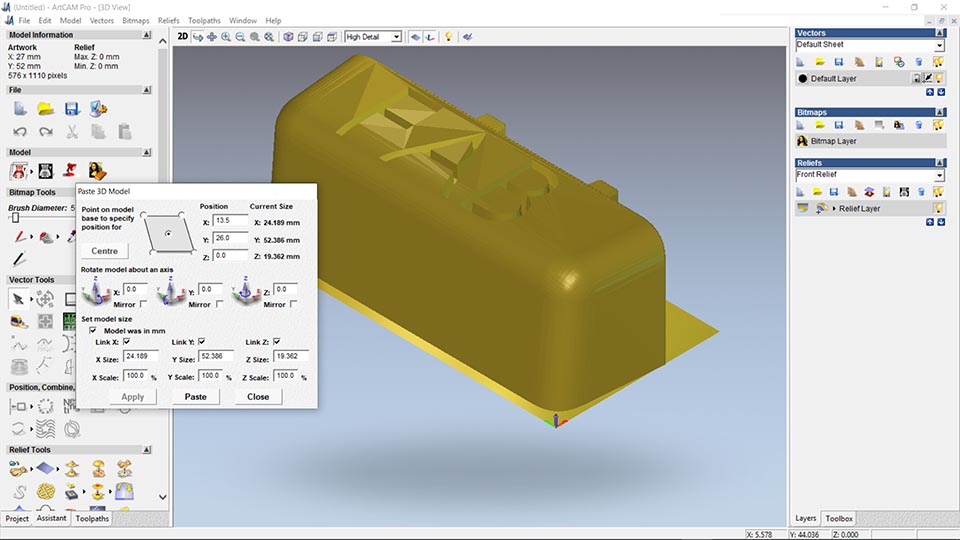 (Untitled) - ArtCAM - [3D View]
File Edit Model Vectors Bitmaps Reliefs Toolpaths Window Help
2D High Detail
Model Information
Artwork Relief
X: 27 mm Max. Z: 0 mm
Y: 52 mm Min. Z: 0 mm
576 x 1110 pixels
File
Model
Bitmap Tools
Brush Diameter: 5
Vector Tools
Position, Combine,
Relief Tools
Project Assistant Toolpaths
Paste 3D Model
Point on model
base to specify
position for
Centre
Position Current Size
X: 13.5 X: 24.189 mm
Y: 26.0 Y: 52.386 mm
Z: 0.0 Z: 19.362 mm
Rotate model about an axis
X: 0.0 Y: 0.0 Z: 0.0
Mirror Mirror Mirror
Set model size
Model was in mm
Link X: Link Y: Link Z:
X Size: 24.189 Y Size: 52.386 Z Size: 19.362
X Scale: 100.0 % Y Scale: 100.0 % Z Scale: 100.0 %
Apply Paste Close
Vectors
Default Sheet
Default Layer
Bitmaps
Bitmap Layer
Reliefs
Front Relief
Relief Layer
Layers Toolbox
X: 5.578 Y: 44.036 Z: 0.000